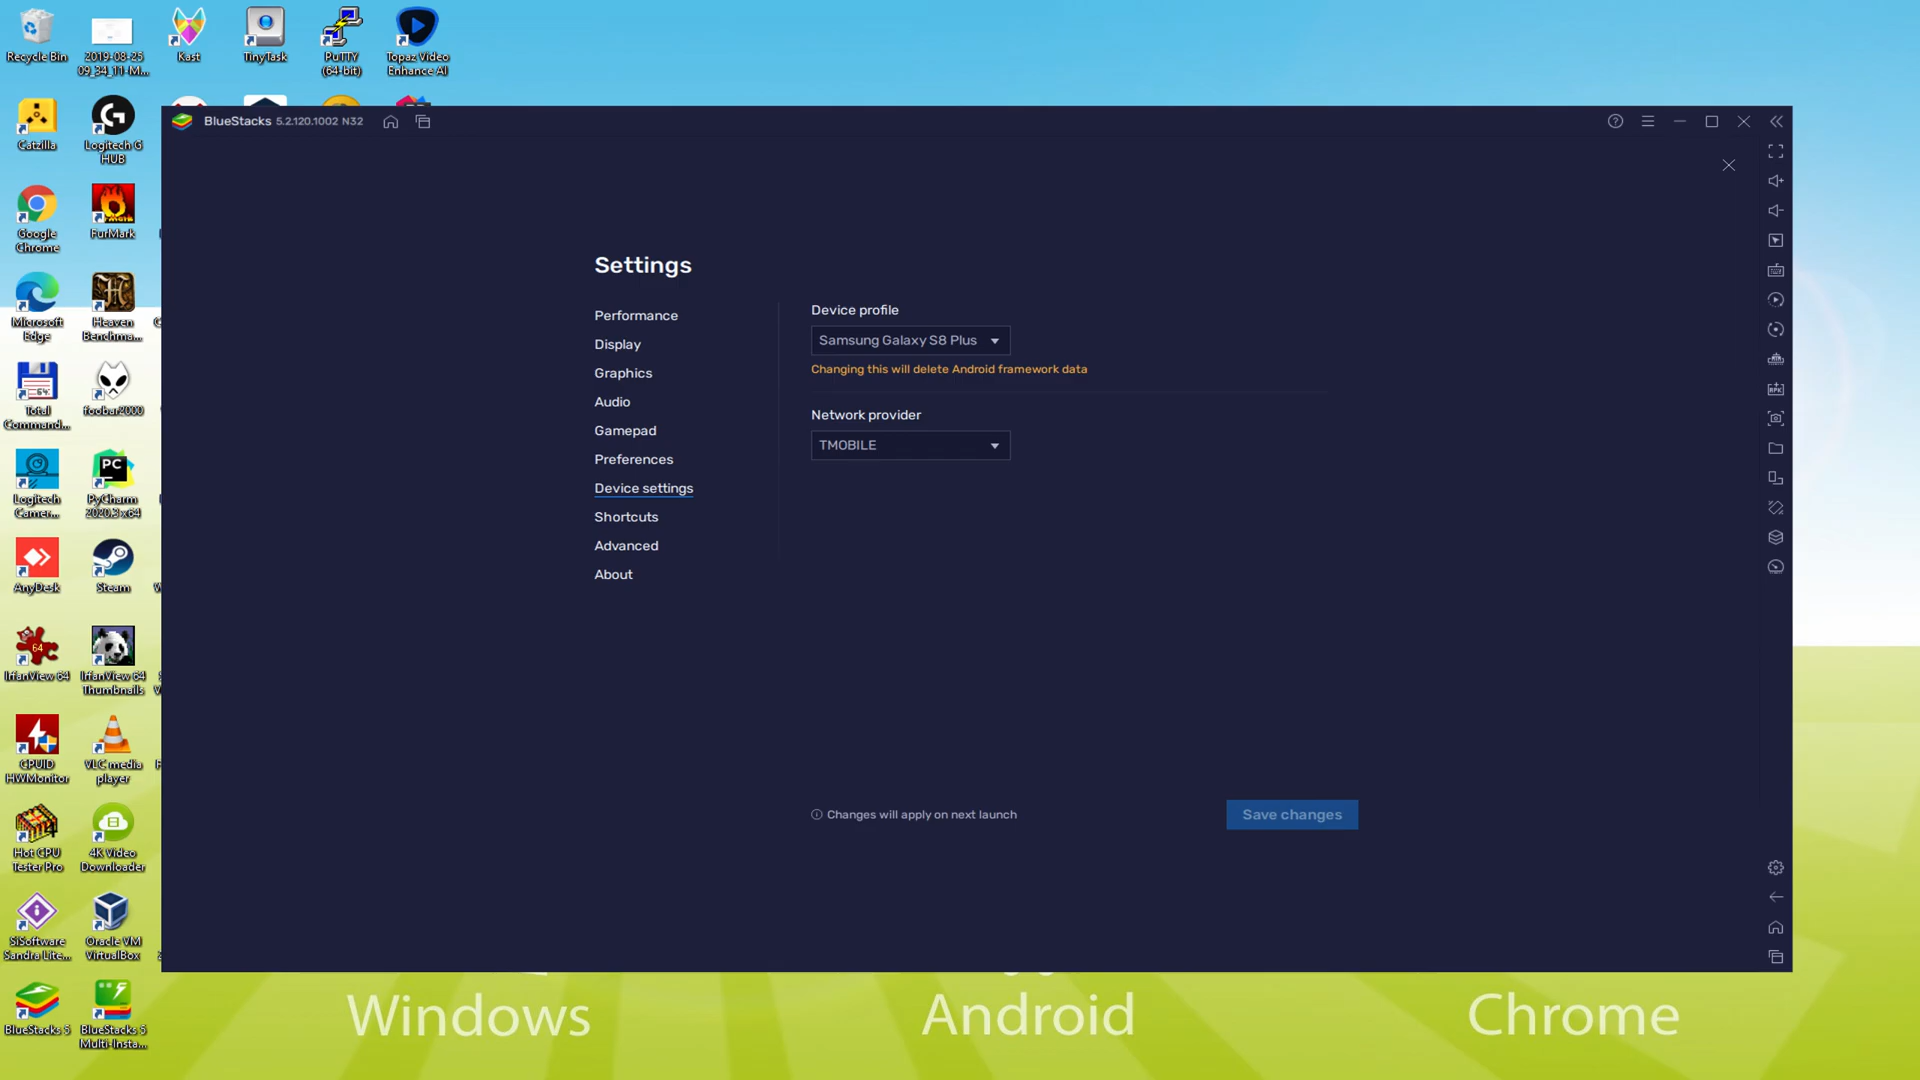 Recycle Bin
2019-08-25
09_34_11-M...
Kast
TinyTask
PuTTY
(64-bit)
Topaz Video
Enhance AI
BlueStacks 5.2.120.1002 N32
Catzilla
Logitech G
HUB
Google
Chrome
FurMark
Microsoft
Edge
Heaven
Benchma...
Total
Command...
foobar2000
Logitech
Camer...
PyCharm
2020.3 x64
AnyDesk
Steam
IrfanView 64
IrfanView 64
Thumbnails
CPUID
HWMonitor
VLC media
player
Hot CPU
Tester Pro
4K Video
Downloader
SiSoftware
Sandra Lite...
Oracle VM
VirtualBox
BlueStacks 5
BlueStacks 5
Multi-Insta...
Settings
Performance
Display
Graphics
Audio
Gamepad
Preferences
Device settings
Shortcuts
Advanced
About
Device profile
Samsung Galaxy S8 Plus
Changing this will delete Android framework data
Network provider
TMOBILE
Changes will apply on next launch
Save changes
Windows
Android
Chrome